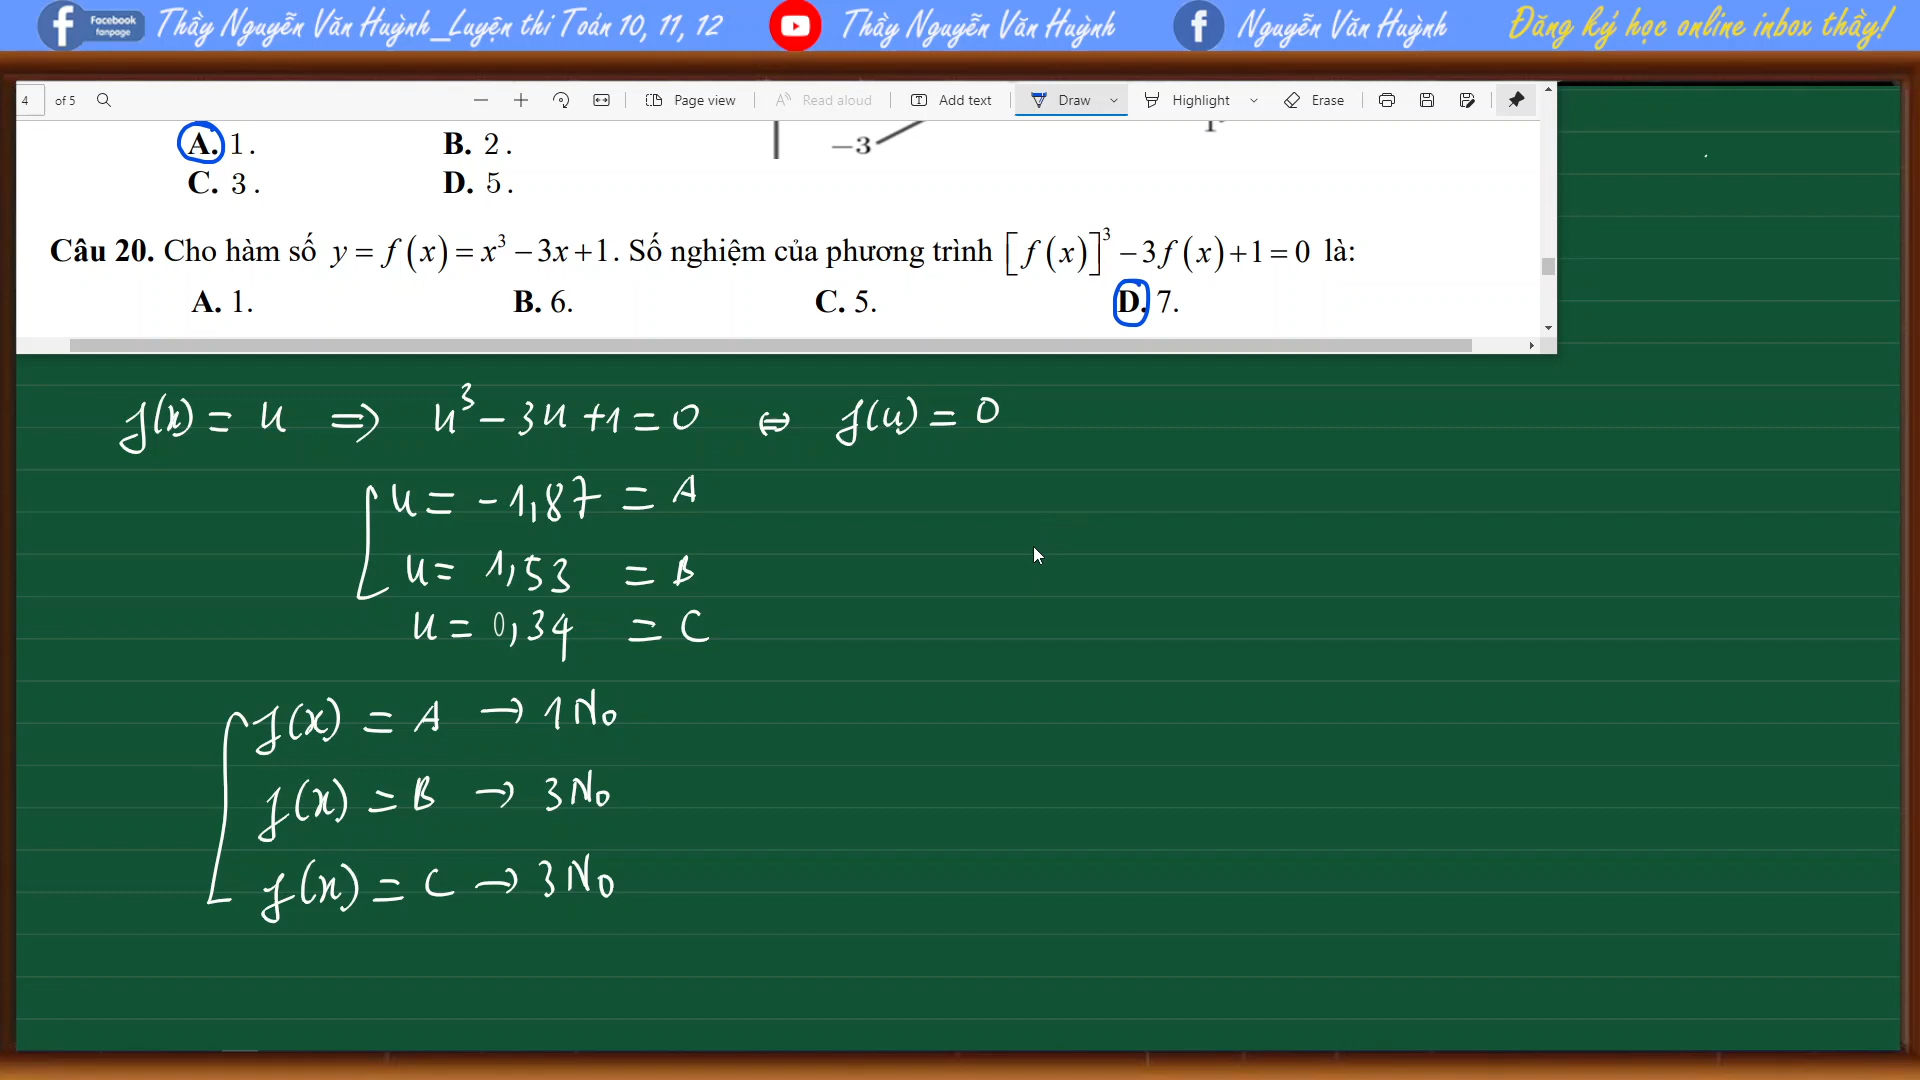 Facebook fanpage Thầy Nguyễn Văn Huỳnh_Luyện thi Toán 10, 11, 12 Thầy Nguyễn Văn Huỳnh Nguyễn Văn Huỳnh Đăng ký học online inbox thầy!
4 of 5 Page view Read aloud Add text Draw Highlight Erase
A. 1. B. 2. −3
C. 3. D. 5.
Câu 20. Cho hàm số y = f(x) = x³ − 3x + 1. Số nghiệm của phương trình [f(x)]³ − 3f(x) + 1 = 0 là:
A. 1. B. 6. C. 5. D. 7.
f(x) = u ⇒ u³ − 3u + 1 = 0 ⇔ f(u) = 0
u = −1,87 = A
u = 1,53 = B
u = 0,34 = C
f(x) = A → 1 No
f(x) = B → 3 No
f(x) = C → 3 No